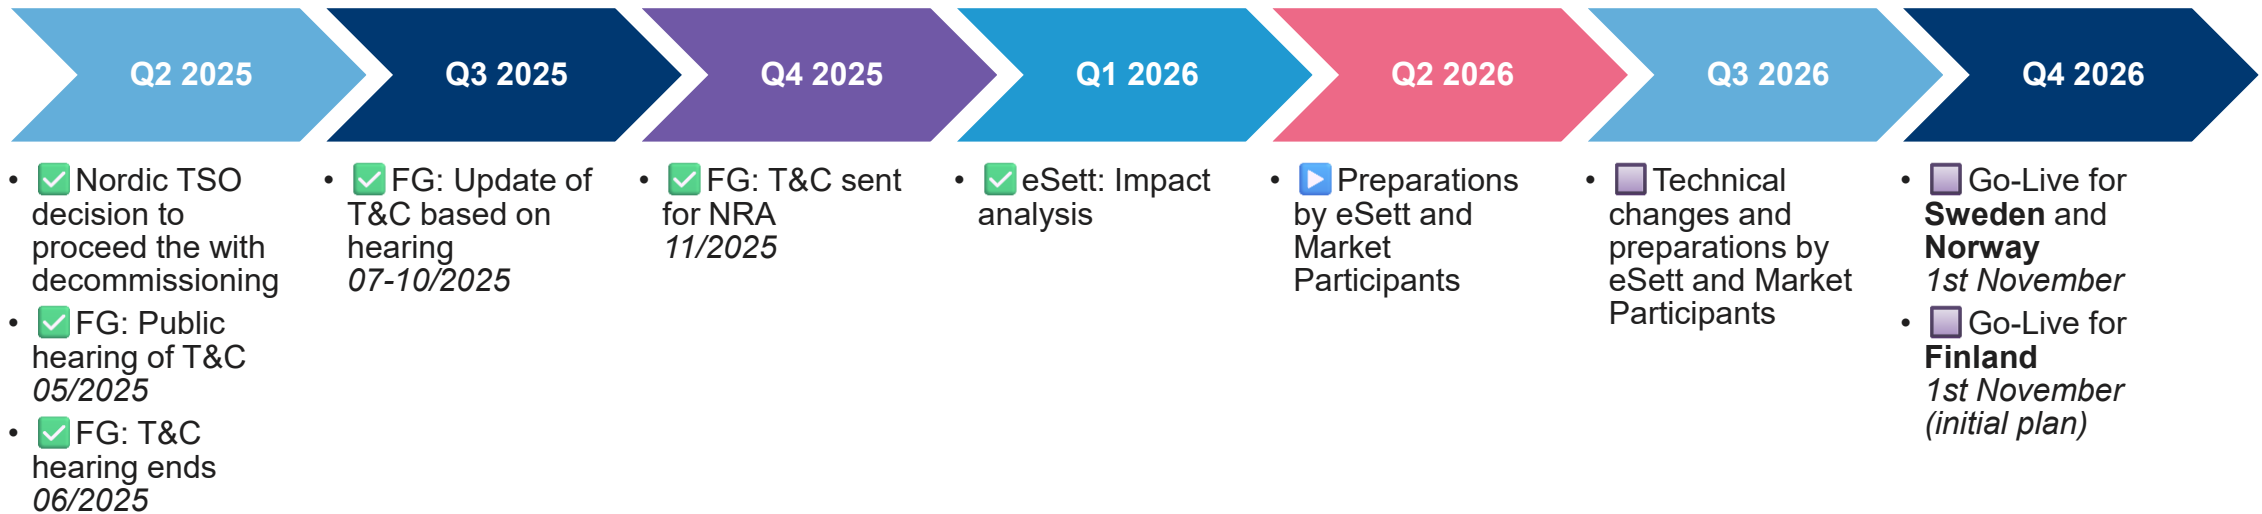 Q2 2025
Q3 2025
Q4 2025
Q1 2026
Q2 2026
Q3 2026
Q4 2026
• ✅ Nordic TSO
decision to
proceed the with
decommissioning
• ✅ FG: Public
hearing of T&C
05/2025
• ✅ FG: T&C
hearing ends
06/2025
• ✅ FG: Update of
T&C based on
hearing
07-10/2025
• ✅ FG: T&C sent
for NRA
11/2025
• ✅ eSett: Impact
analysis
• ▶️ Preparations
by eSett and
Market
Participants
• Technical
changes and
preparations by
eSett and Market
Participants
• Go-Live for
Sweden and
Norway
1st November
• Go-Live for
Finland
1st November
(initial plan)